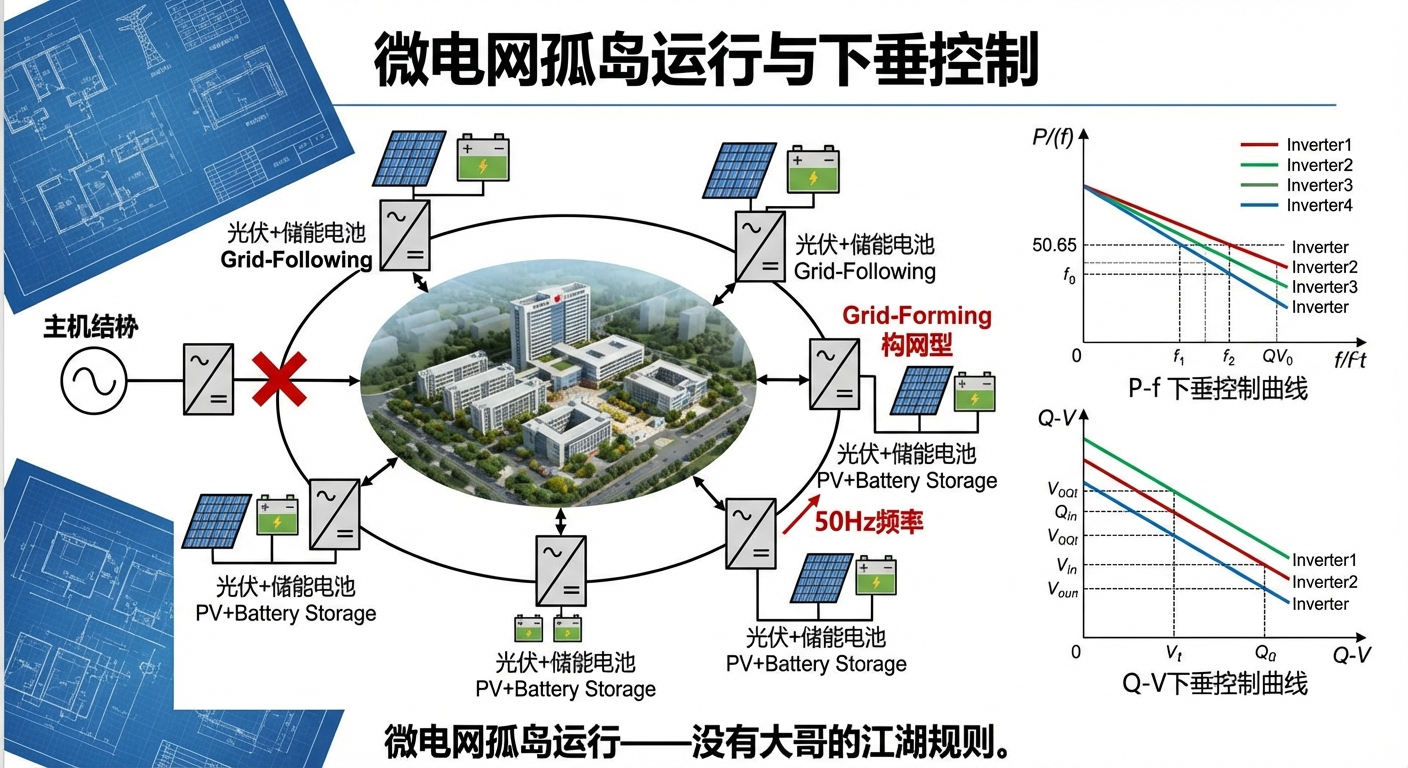 微电网孤岛运行与下垂控制
光伏+储能电池
Grid-Following
光伏+储能电池
Grid-Following
主机结
Grid-Forming
构网型
光伏+储能电池
PV+Battery Storage
50Hz频率
光伏+储能电池
PV+Battery Storage
光伏+储能电池
PV+Battery Storage
光伏+储能电池
PV+Battery Storage
P/(f)
Inverter1
Inverter2
Inverter3
Inverter4
50.65
f₀
Inverter
Inverter2
Inverter3
Inverter
0
f₁
f₂
QV₀
f/Ft
P-f 下垂控制曲线
Q-V
VoQt
Qin
VoQt
Vin
Voun
Inverter1
Inverter2
Inverter
0
Vt
Qα
Q-V
Q-V下垂控制曲线
微电网孤岛运行——没有大哥的江湖规则。